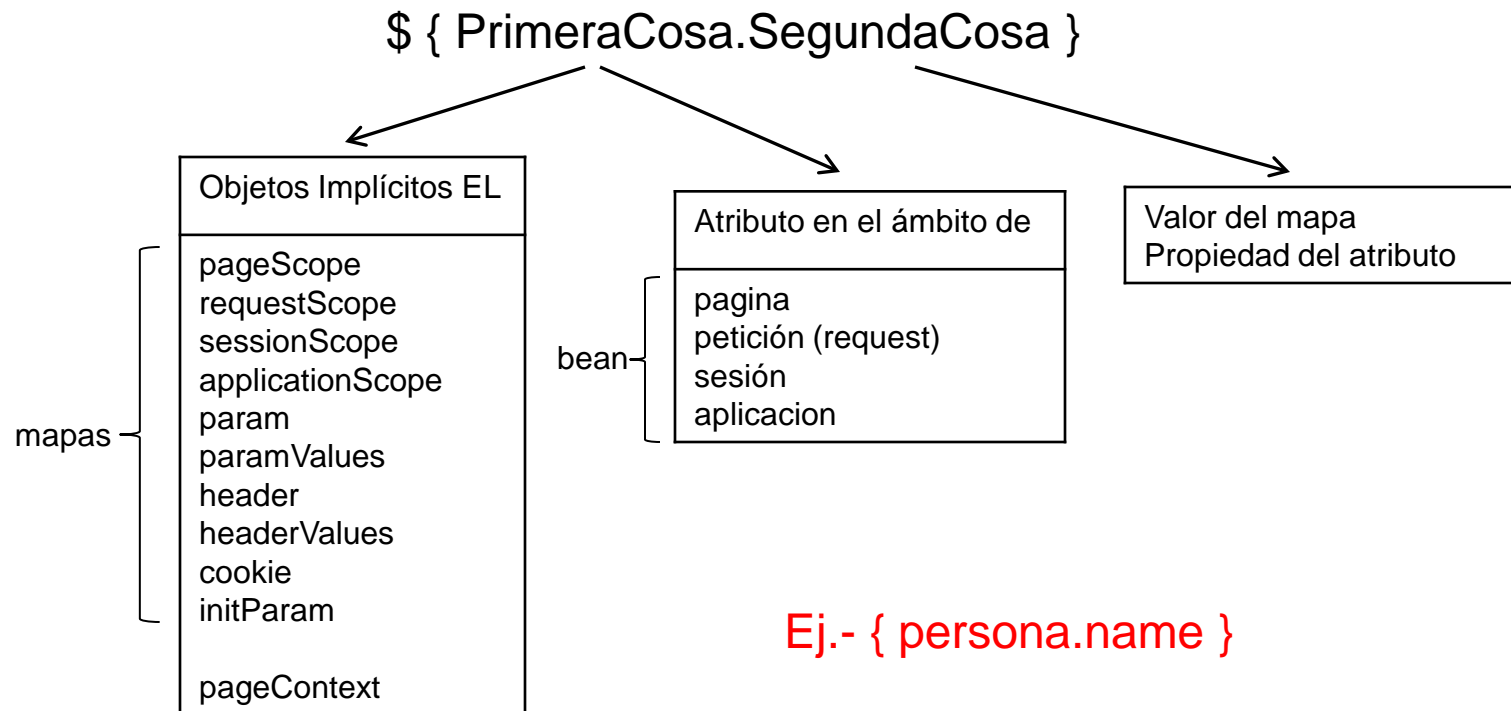 $ { PrimeraCosa.SegundaCosa }
Objetos Implícitos EL
mapas
pageScope
requestScope
sessionScope
applicationScope
param
paramValues
header
headerValues
cookie
initParam
pageContext
Atributo en el ámbito de
bean
pagina
petición (request)
sesión
aplicacion
Valor del mapa
Propiedad del atributo
Ej.- { persona.name }